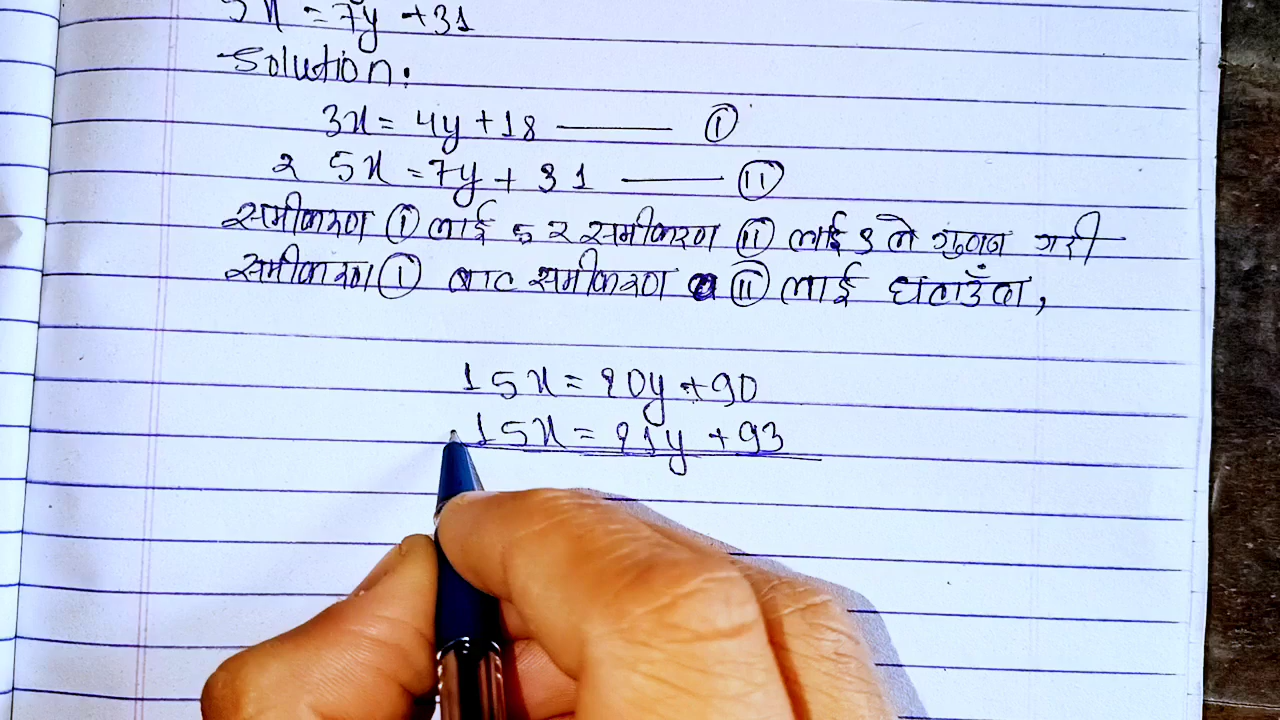 5x = 7y + 31
Solution:
3x = 4y + 18 —— (I)
र 5x = 7y + 31 —— (II)
समीकरण (I) लाई 5 र समीकरण (II) लाई 3 ले गुणन गरी
समीकरण (I) बाट समीकरण (II) लाई घटाउँदा,
15x = 20y + 90
15x = 21y + 93